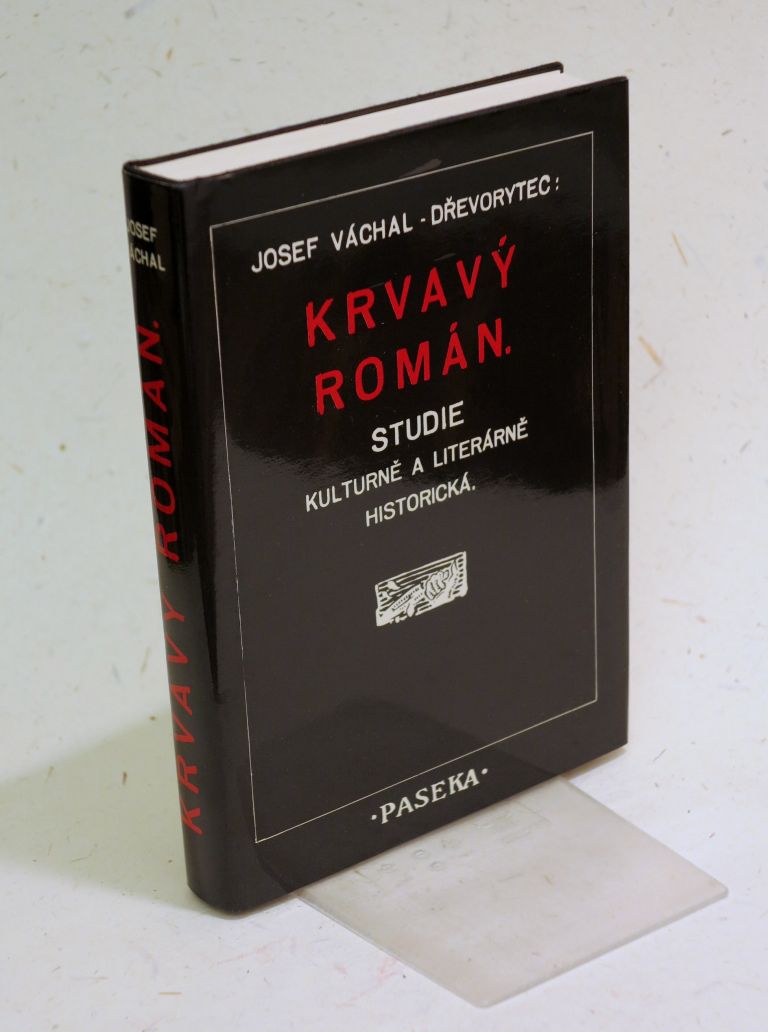 JOSEF VÁCHAL - DŘEVORYTEC:
KRVAVÝ
ROMÁN.
STUDIE
KULTURNĚ A LITERÁRNĚ
HISTORICKÁ.
·PASEKA·
JOSEF
VÁCHAL
KRVAVÝ ROMÁN.